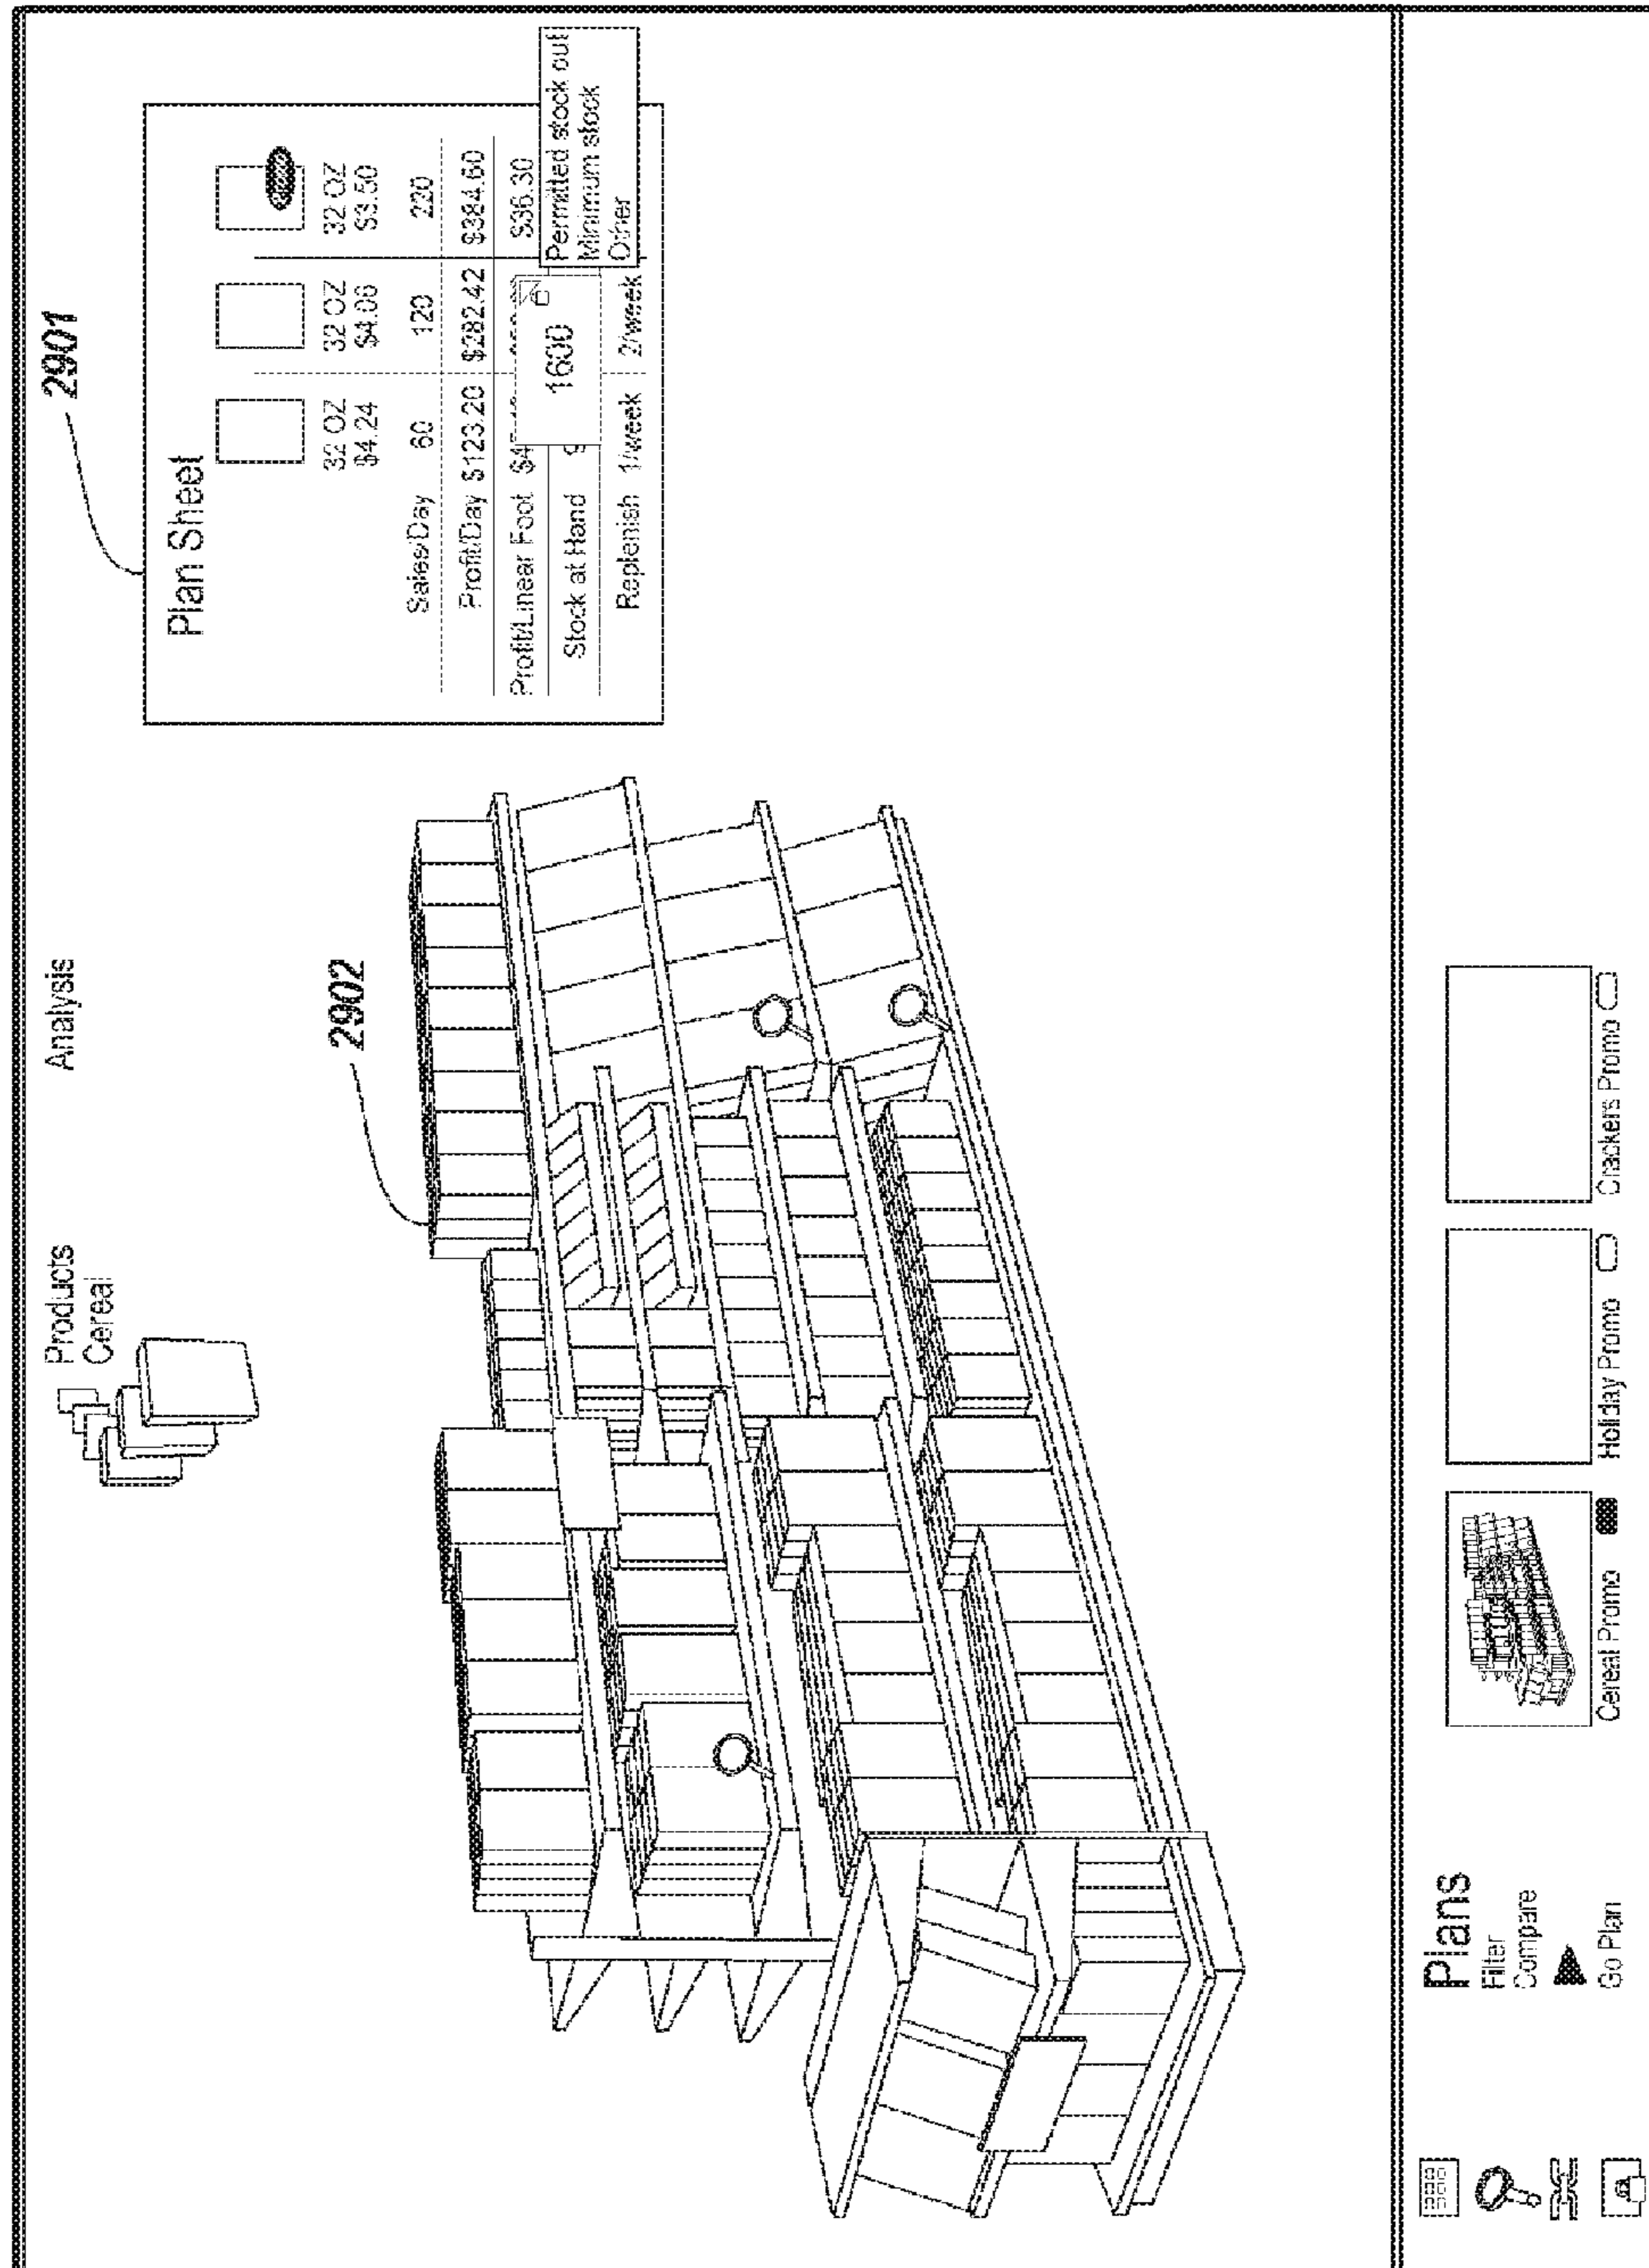 Products
Cereal
Analysis
2901
2902
Plan Sheet
32 OZ 32 OZ 32 OZ
$4.24 $4.06 $3.50
Sales/Day 60 120 220
Profit/Day $123.20 $282.42 $384.60
Profit/Linear Foot $36.30
Stock at Hand 1600
Permitted stock out
Minimum stock
Other
Replenish 1/week 2/week
Plans
Filter
Compare
Go Plan
Cereal Promo
Holiday Promo
Crackers Promo